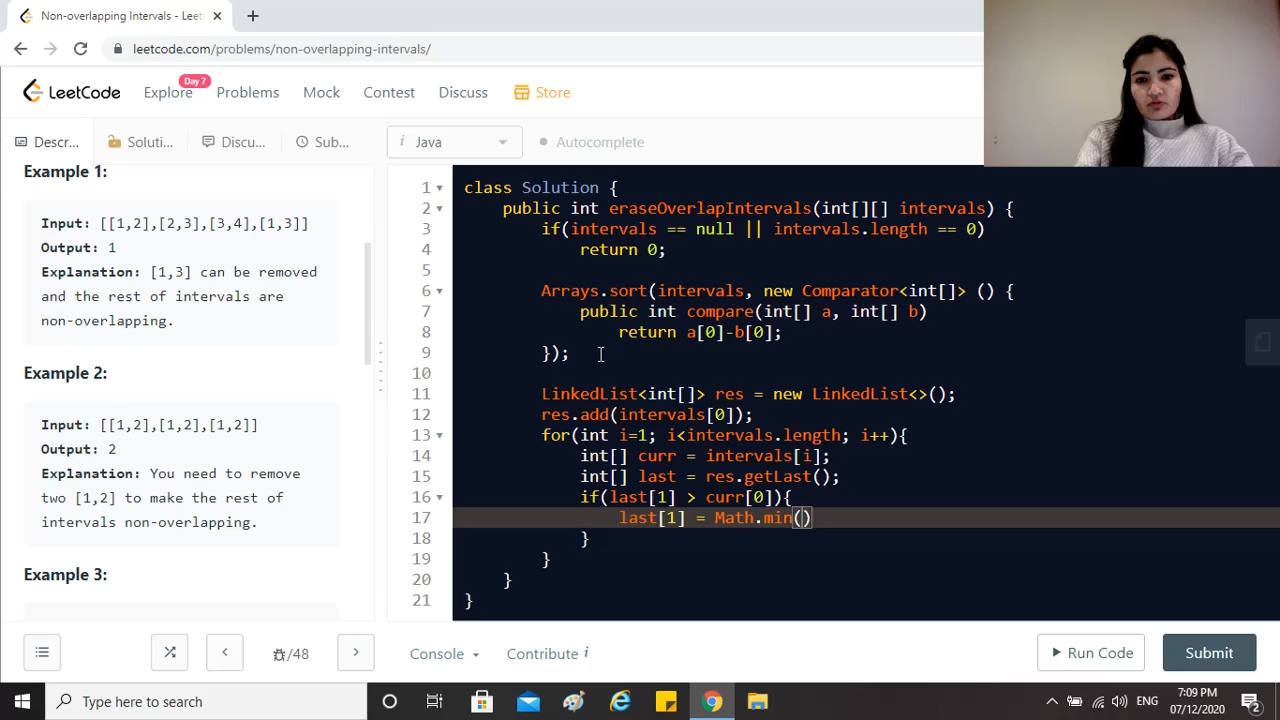 Non-overlapping Intervals - Leet
leetcode.com/problems/non-overlapping-intervals/
LeetCode
Explore
Day 7
Problems
Mock
Contest
Discuss
Store
Descr...
Soluti...
Discu...
Sub...
i Java
Autocomplete
Example 1:
Input: [[1,2],[2,3],[3,4],[1,3]]
Output: 1
Explanation: [1,3] can be removed
and the rest of intervals are
non-overlapping.
Example 2:
Input: [[1,2],[1,2],[1,2]]
Output: 2
Explanation: You need to remove
two [1,2] to make the rest of
intervals non-overlapping.
Example 3:
1 class Solution {
2 public int eraseOverlapIntervals(int[][] intervals) {
3 if(intervals == null || intervals.length == 0)
4 return 0;
5
6 Arrays.sort(intervals, new Comparator<int[]> () {
7 public int compare(int[] a, int[] b)
8 return a[0]-b[0];
9 });
10
11 LinkedList<int[]> res = new LinkedList<>();
12 res.add(intervals[0]);
13 for(int i=1; i<intervals.length; i++){
14 int[] curr = intervals[i];
15 int[] last = res.getLast();
16 if(last[1] > curr[0]){
17 last[1] = Math.min()
18 }
19 }
20 }
21 }
/48
Console
Contribute i
Run Code
Submit
Type here to search
ENG
7:09 PM
07/12/2020
2